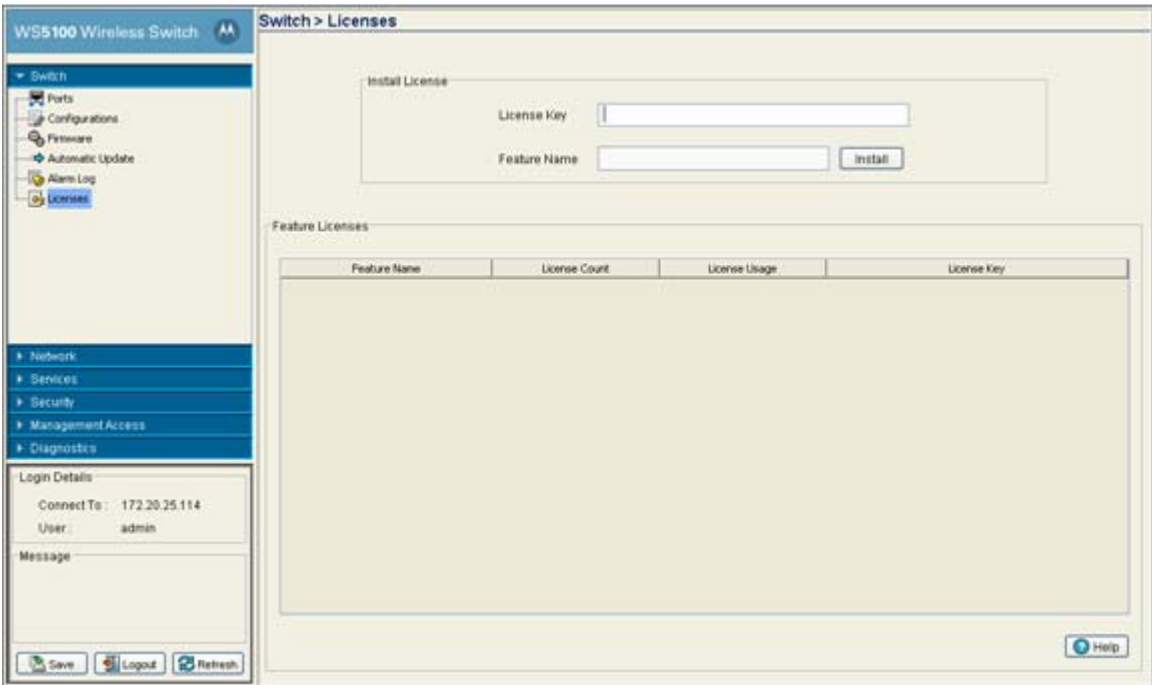 WS5100 Wireless Switch
Switch > Licenses
Switch
Ports
Configurations
Firmware
Automatic Update
Alarm Log
Licenses
Network
Services
Security
Management Access
Diagnostics
Login Details
Connect To : 172.20.25.114
User : admin
Message
Save Logout Refresh
Install License
License Key
Feature Name Install
Feature Licenses
Feature Name License Count License Usage License Key
Help